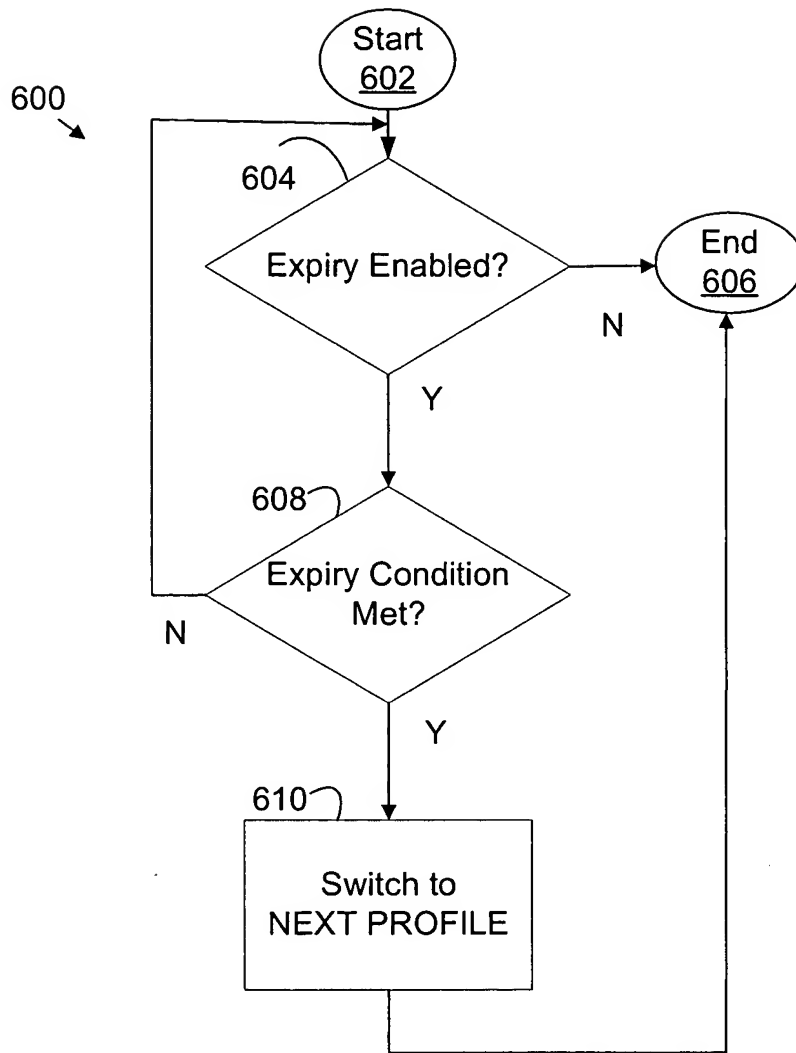 Start
602
600
604
Expiry Enabled?
End
606
N
Y
608
Expiry Condition
Met?
N
Y
610
Switch to
NEXT PROFILE